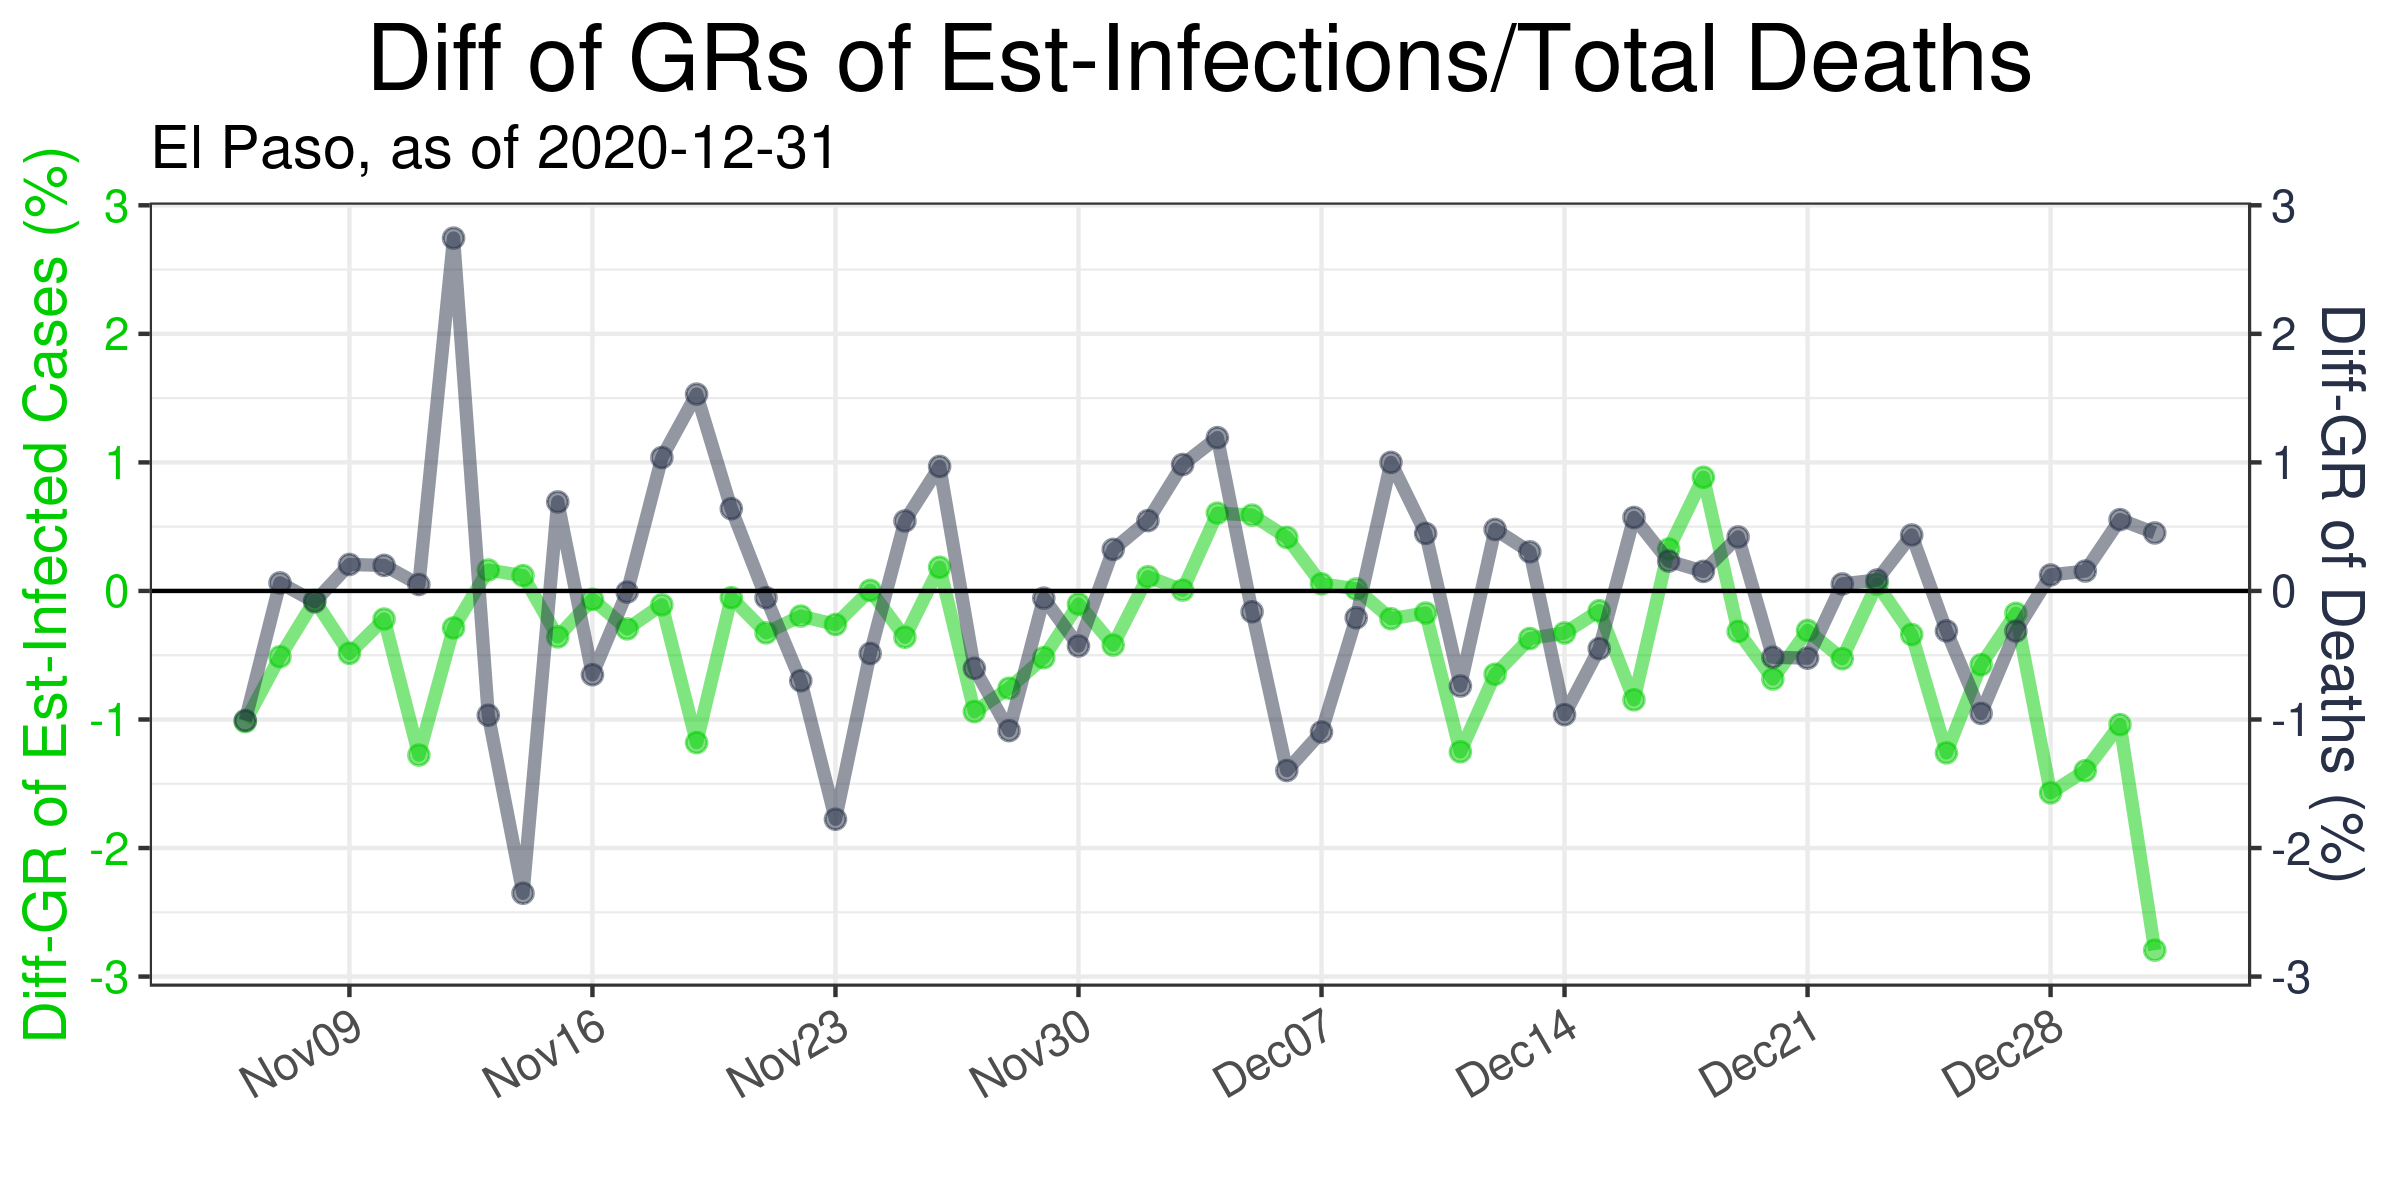 Diff of GRs of Est-Infections/Total Deaths
El Paso, as of 2020-12-31
Diff-GR of Est-Infected Cases (%)
3
2
1
0
-1
-2
-3
3
2
1
0
-1
-2
-3
Diff-GR of Deaths (%)
Nov09
Nov16
Nov23
Nov30
Dec07
Dec14
Dec21
Dec28